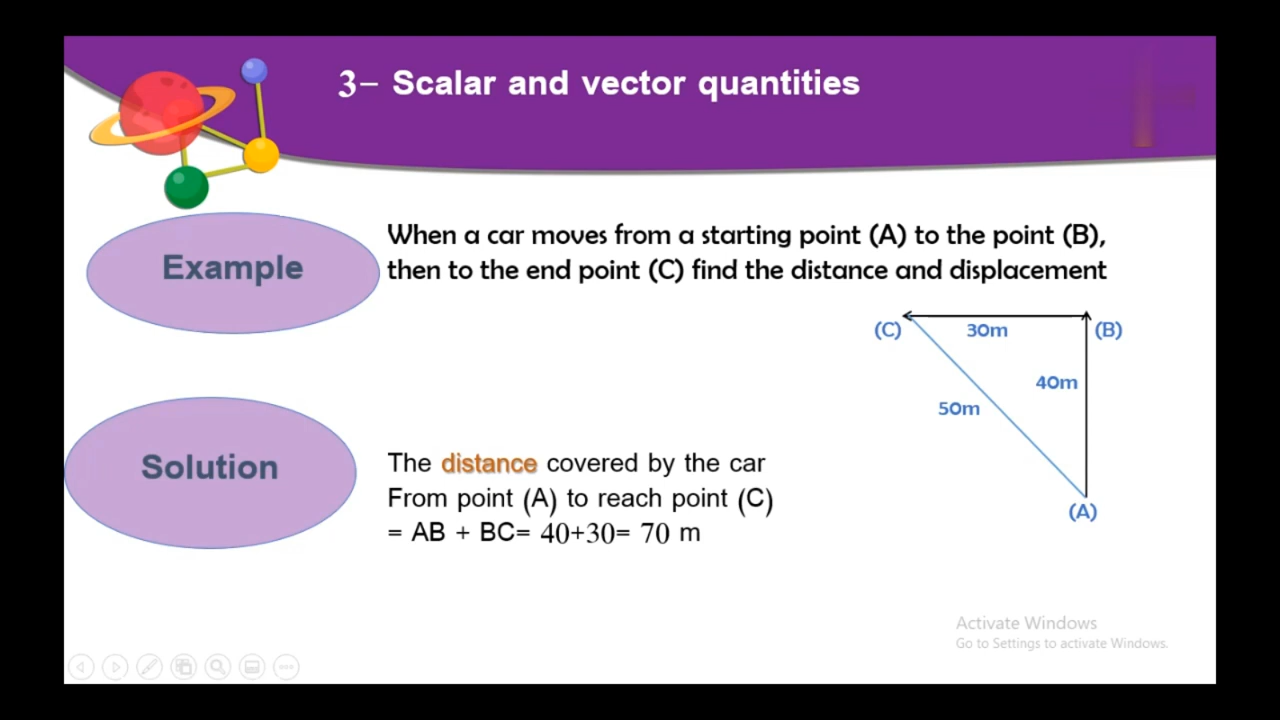 3- Scalar and vector quantities
Example
When a car moves from a starting point (A) to the point (B),
then to the end point (C) find the distance and displacement
(C)
30m
(B)
40m
50m
(A)
Solution
The distance covered by the car
From point (A) to reach point (C)
= AB + BC= 40+30= 70 m
Activate Windows
Go to Settings to activate Windows.